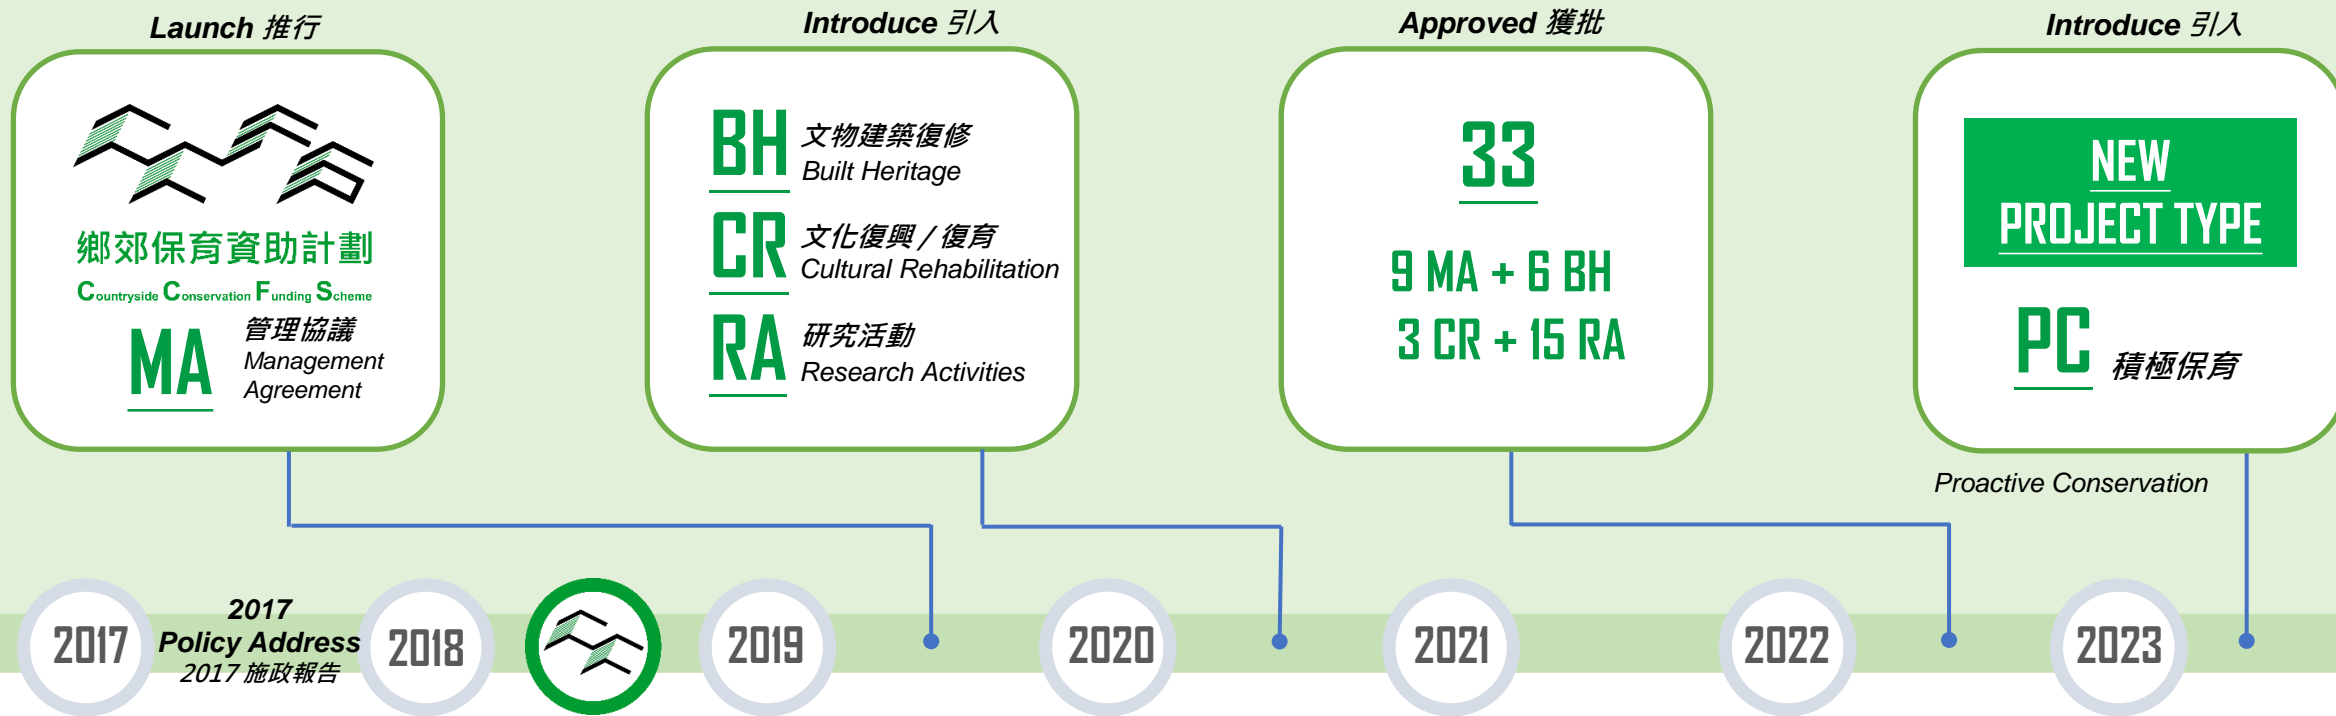 Launch 推行
鄉郊保育資助計劃
Countryside Conservation Funding Scheme
MA
管理協議
Management
Agreement
Introduce 引入
BH
文物建築復修
Built Heritage
CR
文化復興 / 復育
Cultural Rehabilitation
RA
研究活動
Research Activities
Approved 獲批
33
9 MA + 6 BH
3 CR + 15 RA
Introduce 引入
NEW
PROJECT TYPE
PC
積極保育
Proactive Conservation
2017
2017
Policy Address
2017 施政報告
2018
2019
2020
2021
2022
2023